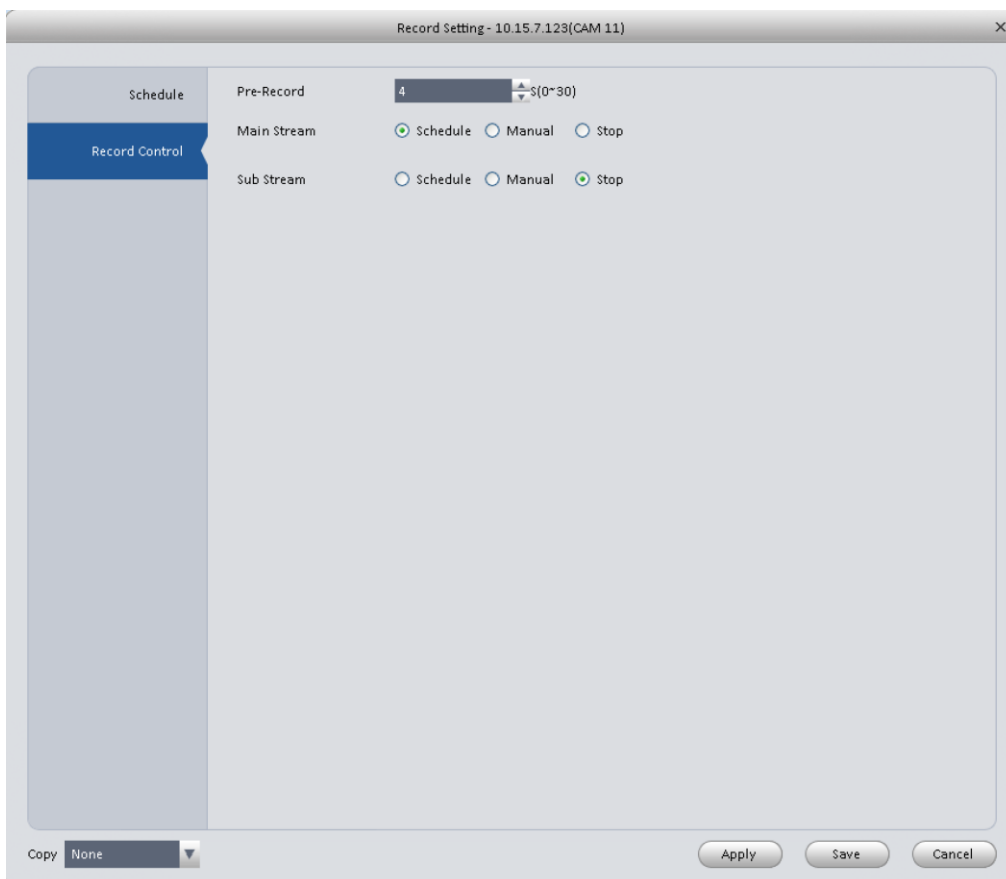 Record Setting - 10.15.7.123(CAM 11)
Schedule
Record Control
Pre-Record 4 S(0~30)
Main Stream Schedule Manual Stop
Sub Stream Schedule Manual Stop
Copy None Apply Save Cancel